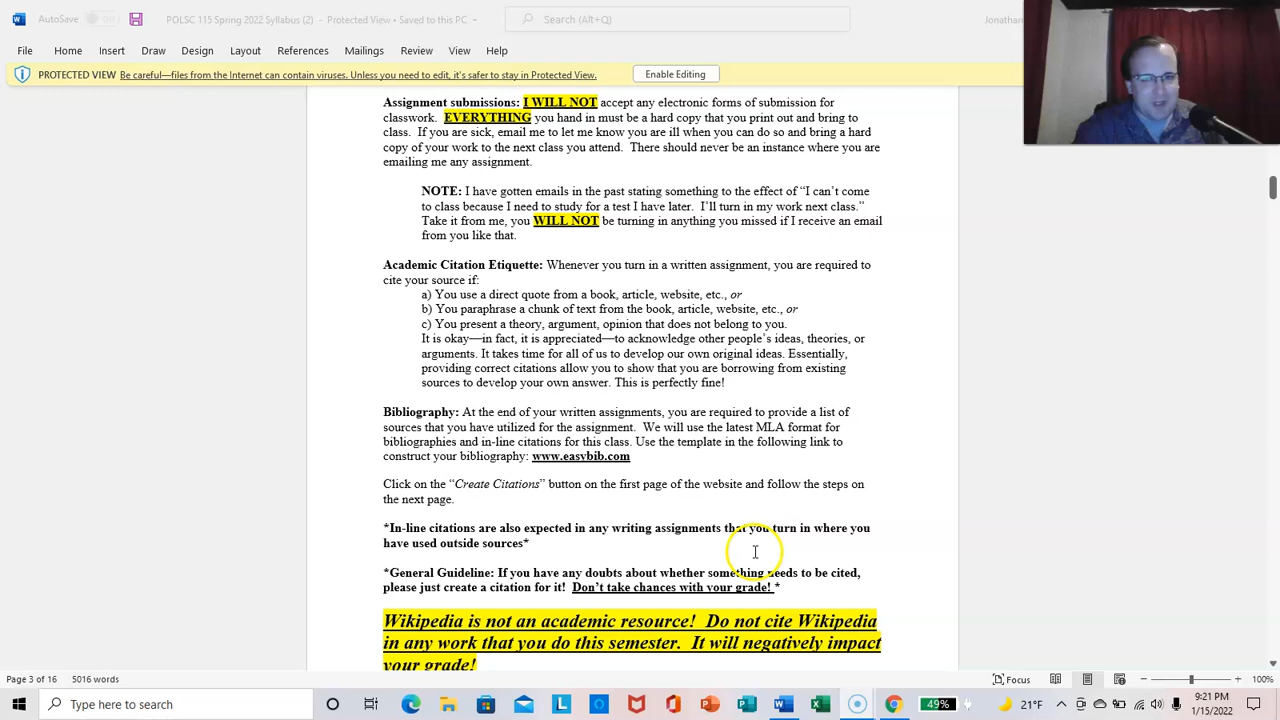 AutoSave Off
POLSC 115 Spring 2022 Syllabus (2) - Protected View • Saved to this PC
Search (Alt+Q)
Jonathan
File Home Insert Draw Design Layout References Mailings Review View Help
PROTECTED VIEW Be careful—files from the Internet can contain viruses. Unless you need to edit, it's safer to stay in Protected View. Enable Editing
Assignment submissions: I WILL NOT accept any electronic forms of submission for
classwork. EVERYTHING you hand in must be a hard copy that you print out and bring to
class. If you are sick, email me to let me know you are ill when you can do so and bring a hard
copy of your work to the next class you attend. There should never be an instance where you are
emailing me any assignment.
NOTE: I have gotten emails in the past stating something to the effect of “I can’t come
to class because I need to study for a test I have later. I’ll turn in my work next class.”
Take it from me, you WILL NOT be turning in anything you missed if I receive an email
from you like that.
Academic Citation Etiquette: Whenever you turn in a written assignment, you are required to
cite your source if:
a) You use a direct quote from a book, article, website, etc., or
b) You paraphrase a chunk of text from the book, article, website, etc., or
c) You present a theory, argument, opinion that does not belong to you.
It is okay—in fact, it is appreciated—to acknowledge other people’s ideas, theories, or
arguments. It takes time for all of us to develop our own original ideas. Essentially,
providing correct citations allow you to show that you are borrowing from existing
sources to develop your own answer. This is perfectly fine!
Bibliography: At the end of your written assignments, you are required to provide a list of
sources that you have utilized for the assignment. We will use the latest MLA format for
bibliographies and in-line citations for this class. Use the template in the following link to
construct your bibliography: www.easybib.com
Click on the “Create Citations” button on the first page of the website and follow the steps on
the next page.
*In-line citations are also expected in any writing assignments that you turn in where you
have used outside sources*
*General Guideline: If you have any doubts about whether something needs to be cited,
please just create a citation for it! Don’t take chances with your grade! *
Wikipedia is not an academic resource! Do not cite Wikipedia
in any work that you do this semester. It will negatively impact
your grade!
Page 3 of 16 5016 words Focus 100%
Type here to search 49% 21°F 9:21 PM
1/15/2022